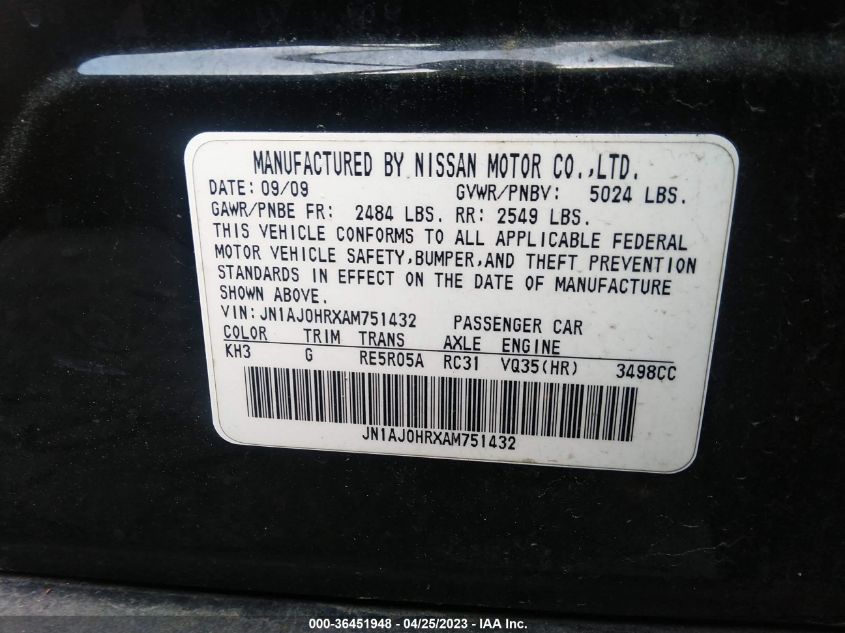 MANUFACTURED BY NISSAN MOTOR CO.,LTD.
DATE: 09/09 GVWR/PNBV: 5024 LBS.
GAWR/PNBE FR: 2484 LBS. RR: 2549 LBS.
THIS VEHICLE CONFORMS TO ALL APPLICABLE FEDERAL
MOTOR VEHICLE SAFETY,BUMPER,AND THEFT PREVENTION
STANDARDS IN EFFECT ON THE DATE OF MANUFACTURE
SHOWN ABOVE.
VIN:JN1AJ0HRXAM751432 PASSENGER CAR
COLOR TRIM TRANS AXLE ENGINE
KH3 G RE5R05A RC31 VQ35(HR) 3498CC
JN1AJ0HRXAM751432
000-36451948 - 04/25/2023 - www.iaai.com